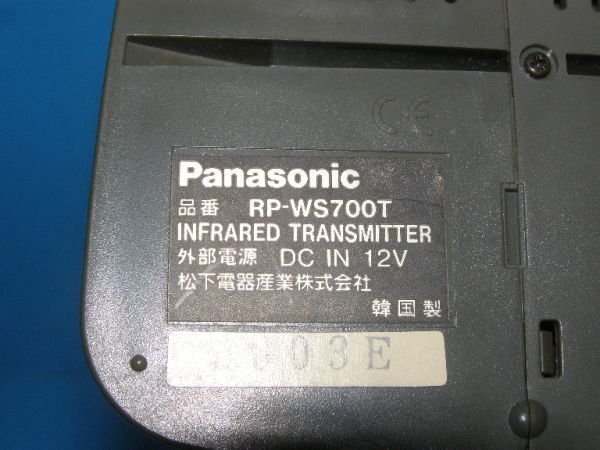 CE
Panasonic
品番 RP-WS700T
INFRARED TRANSMITTER
外部電源 DC IN 12V
松下電器産業株式会社
韓国製
03E